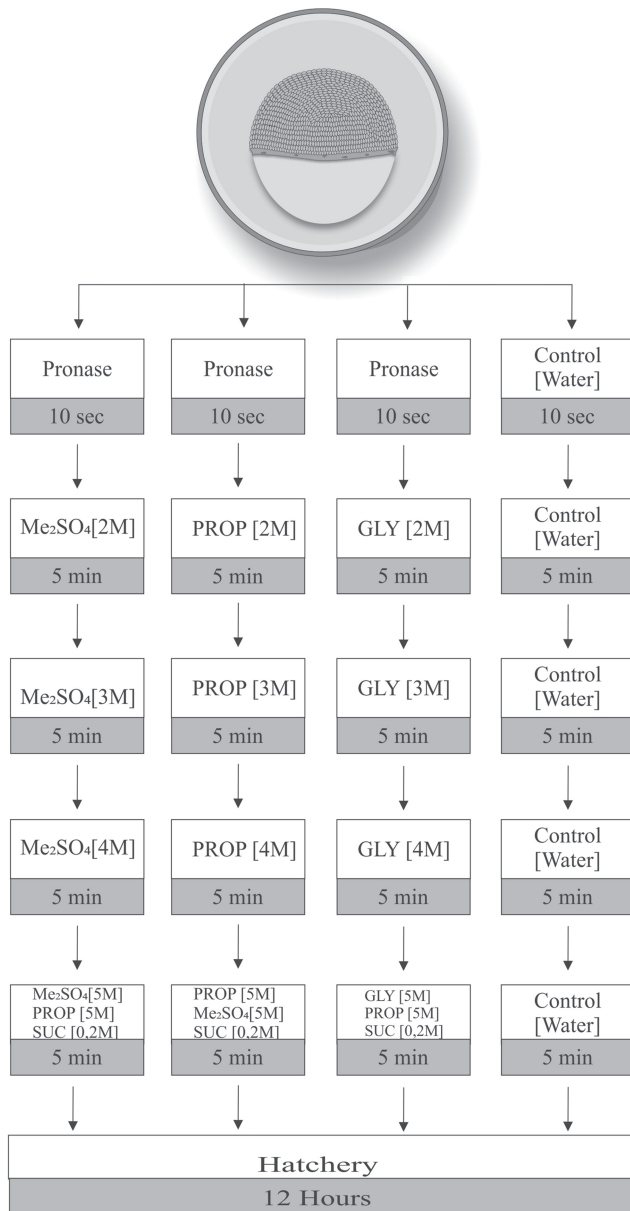 Pronase
10 sec
Pronase
10 sec
Pronase
10 sec
Control
[Water]
10 sec
Me₂SO₄[2M]
5 min
PROP [2M]
5 min
GLY [2M]
5 min
Control
[Water]
5 min
Me₂SO₄[3M]
5 min
PROP [3M]
5 min
GLY [3M]
5 min
Control
[Water]
5 min
Me₂SO₄[4M]
5 min
PROP [4M]
5 min
GLY [4M]
5 min
Control
[Water]
5 min
Me₂SO₄[5M]
PROP [5M]
SUC [0,2M]
5 min
PROP [5M]
Me₂SO₄[5M]
SUC [0,2M]
5 min
GLY [5M]
PROP [5M]
SUC [0,2M]
5 min
Control
[Water]
5 min
Hatchery
12 Hours